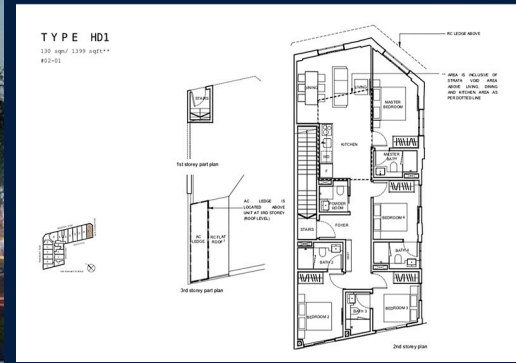 TYPE HD1
130 sqm/ 1399 sqft**
#02-01
RC LEDGE ABOVE
** AREA IS INCLUSIVE OF
STRATA VOID AREA
ABOVE LIVING, DINING
AND KITCHEN AREA AS
PER DOTTED LINE
STAIRS
1st storey part plan
AC LEDGE IS
LOCATED ABOVE
UNIT AT 3RD STOREY
(ROOF LEVEL)
AC
LEDGE
RC FLAT
ROOF
3rd storey part plan
DINING
LIVING
MASTER
BEDROOM
KITCHEN
MASTER
BATH
F
POWDER
ROOM
BEDROOM 4
STAIRS
FOYER
BATH 4
BATH 2
BEDROOM 2
BATH 3
BEDROOM 3
2nd storey plan